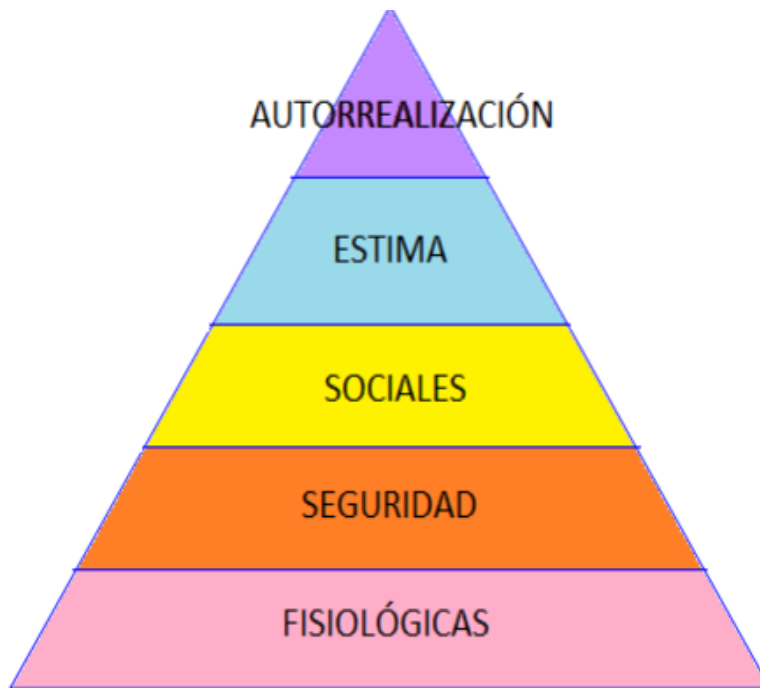 AUTORREALIZACIÓN
ESTIMA
SOCIALES
SEGURIDAD
FISIOLÓGICAS